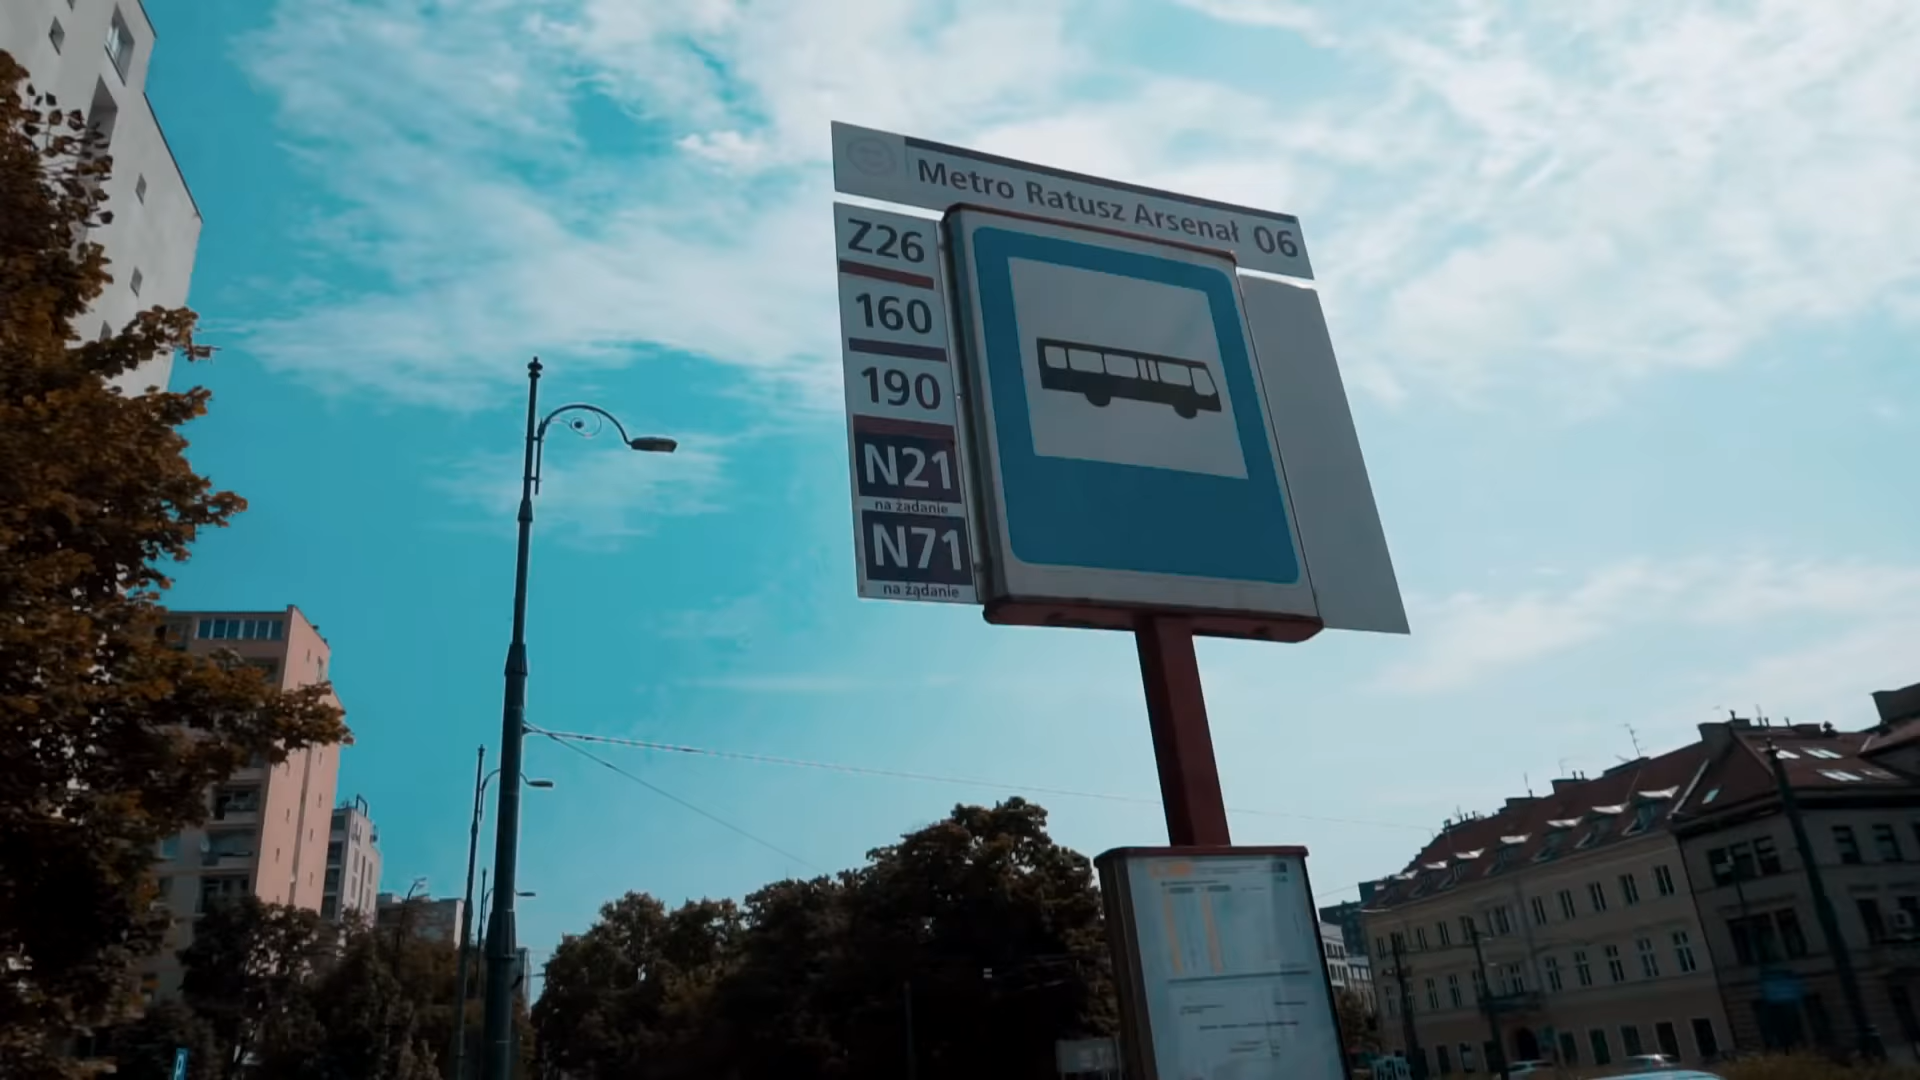 Metro Ratusz Arsenał 06
Z26
160
190
N21
na żądanie
N71
na żądanie